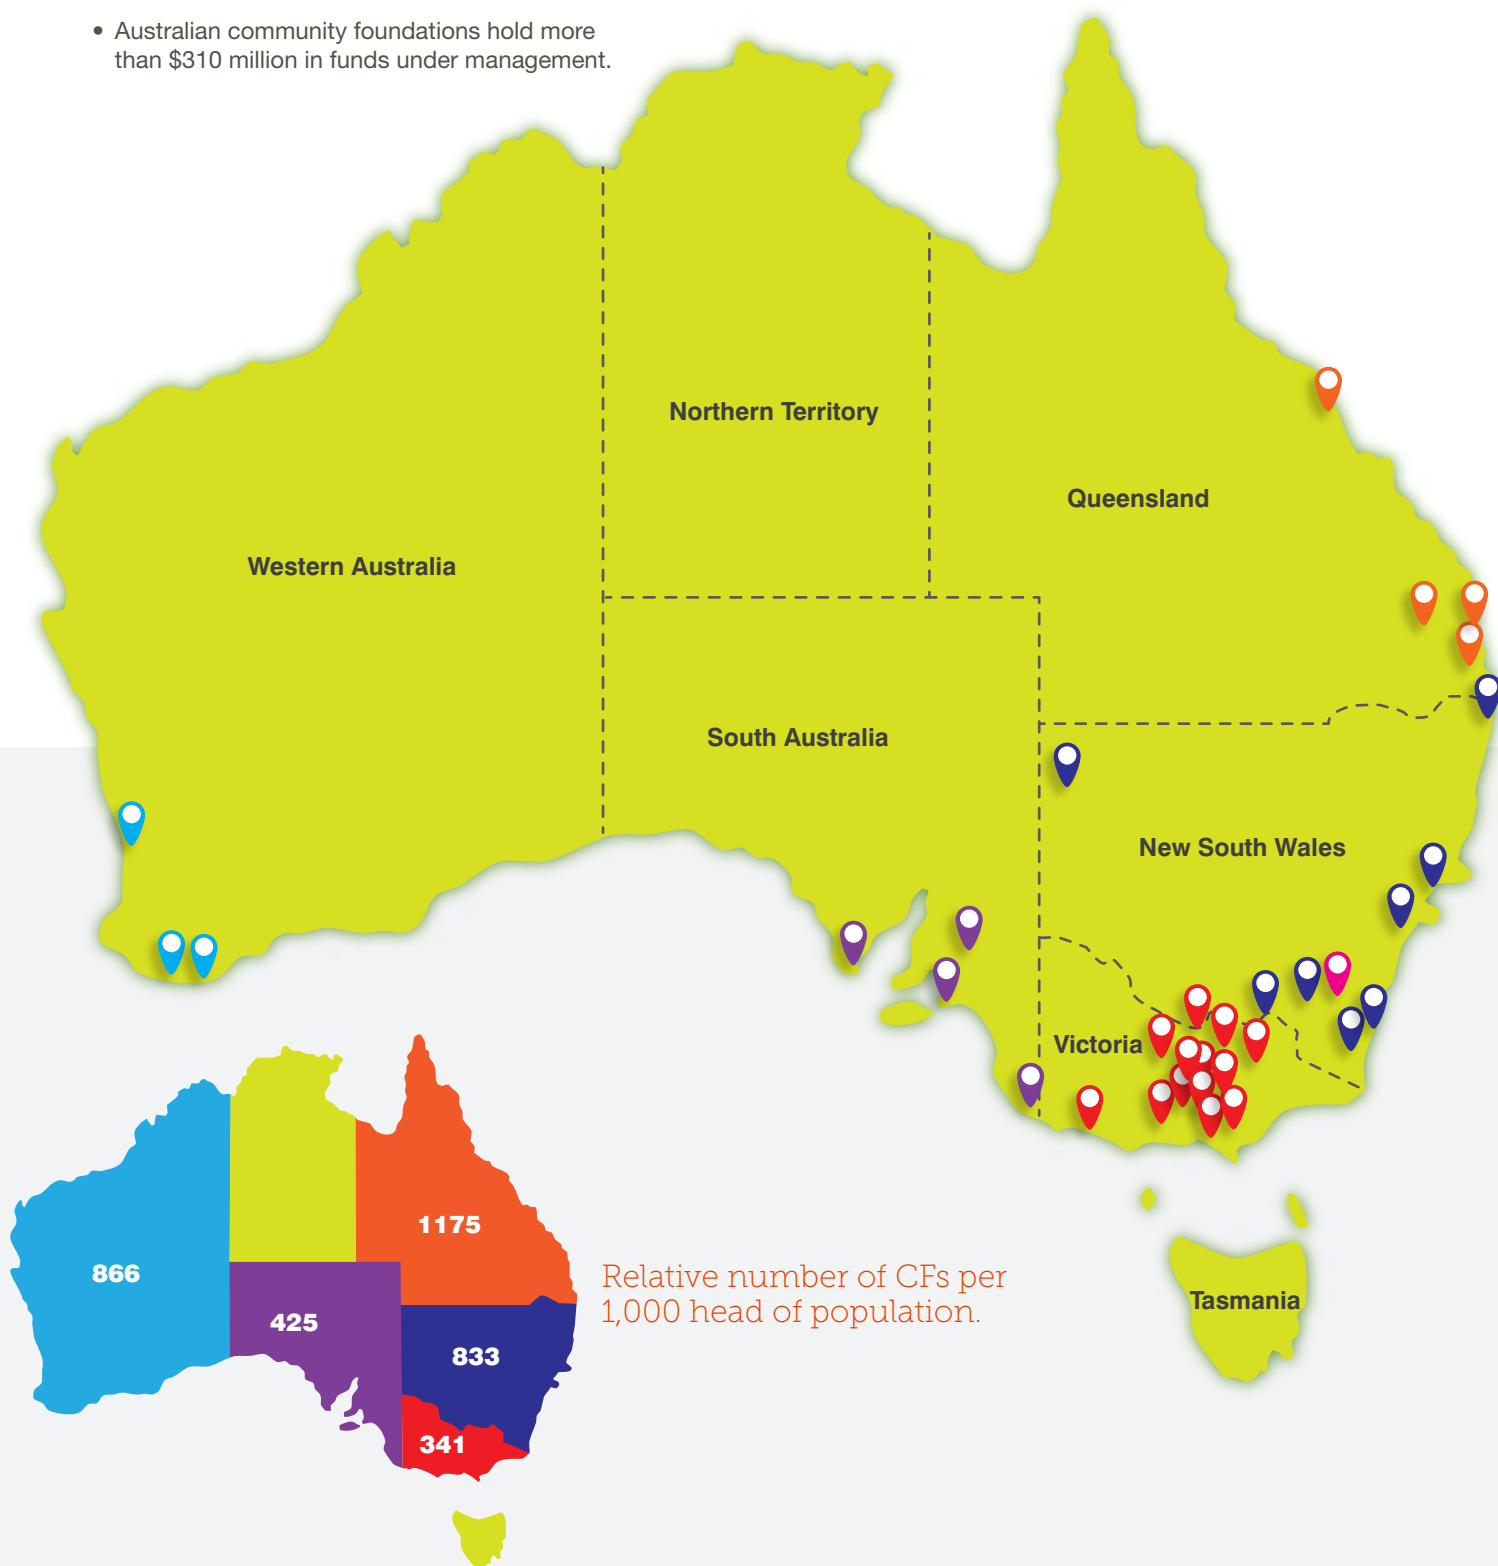 • Australian community foundations hold more
than $310 million in funds under management.
Northern Territory
Queensland
Western Australia
South Australia
New South Wales
Victoria
Tasmania
1175
866
425
833
341
Relative number of CFs per
1,000 head of population.